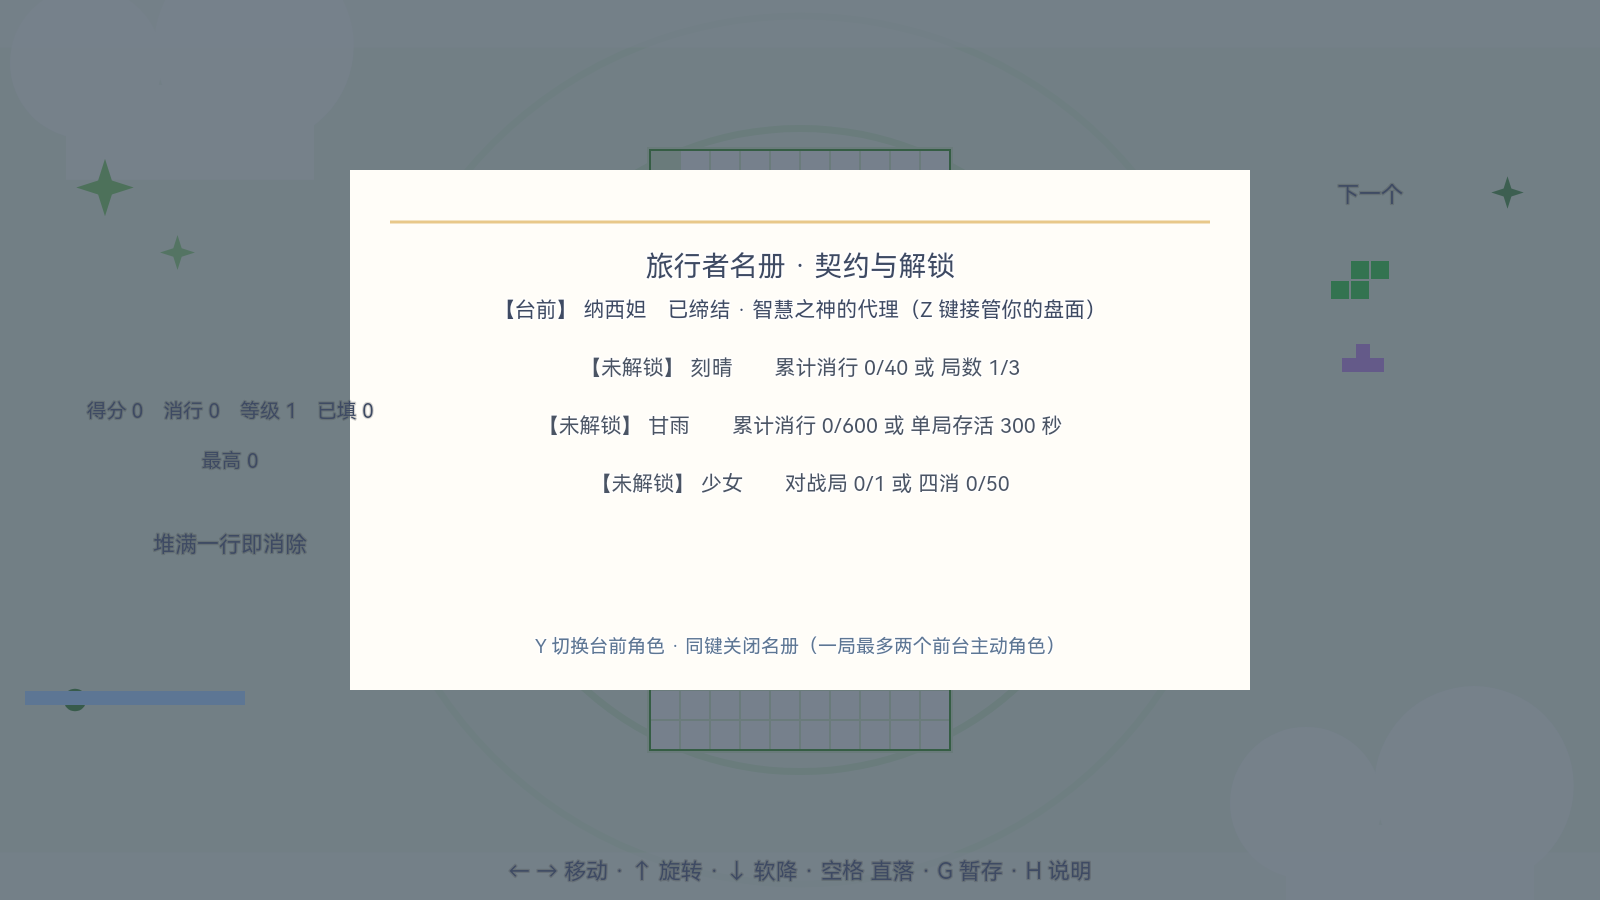 旅行者名册 · 契约与解锁
【台前】 纳西妲 已缔结 · 智慧之神的代理（Z 键接管你的盘面）
【未解锁】 刻晴 累计消行 0/40 或 局数 1/3
【未解锁】 甘雨 累计消行 0/600 或 单局存活 300 秒
【未解锁】 少女 对战局 0/1 或 四消 0/50
Y 切换台前角色 · 同键关闭名册（一局最多两个前台主动角色）
得分 0 消行 0 等级 1 已填 0
最高 0
堆满一行即消除
下一个
← → 移动 · ↑ 旋转 · ↓ 软降 · 空格 直落 · G 暂存 · H 说明